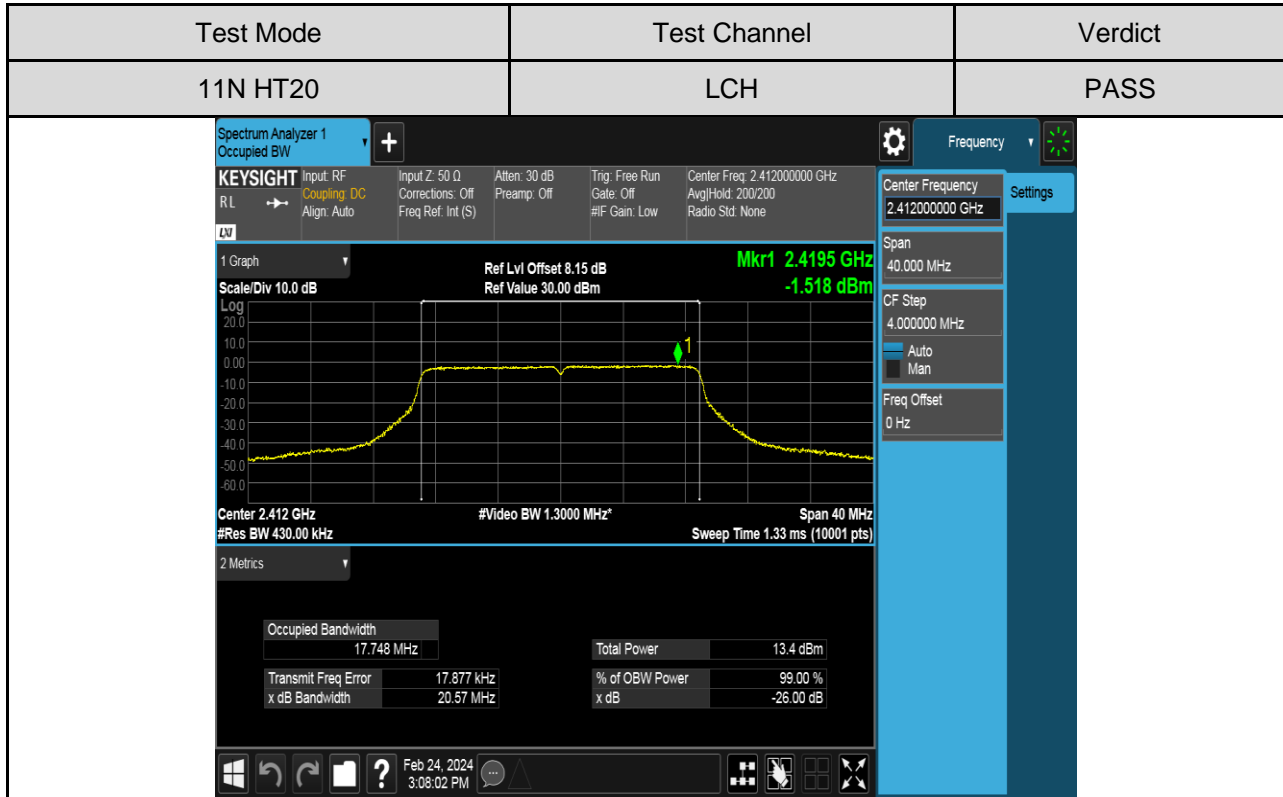 Test Mode Test Channel Verdict
11N HT20 LCH PASS
Spectrum Analyzer 1
Occupied BW
+
Frequency
KEYSIGHT
RL
LXI
Input: RF
Coupling: DC
Align: Auto
Input Z: 50 Ω
Corrections: Off
Freq Ref: Int (S)
Atten: 30 dB
Preamp: Off
Trig: Free Run
Gate: Off
#IF Gain: Low
Center Freq: 2.412000000 GHz
Avg|Hold: 200/200
Radio Std: None
Center Frequency
2.412000000 GHz
Settings
Span
40.000 MHz
CF Step
4.000000 MHz
Auto
Man
Freq Offset
0 Hz
1 Graph
Scale/Div 10.0 dB
Ref Lvl Offset 8.15 dB
Ref Value 30.00 dBm
Mkr1 2.4195 GHz
-1.518 dBm
Log
20.0
10.0
0.00
-10.0
-20.0
-30.0
-40.0
-50.0
-60.0
1
Center 2.412 GHz
#Res BW 430.00 kHz
#Video BW 1.3000 MHz*
Span 40 MHz
Sweep Time 1.33 ms (10001 pts)
2 Metrics
Occupied Bandwidth
17.748 MHz
Total Power 13.4 dBm
Transmit Freq Error 17.877 kHz
% of OBW Power 99.00 %
x dB Bandwidth 20.57 MHz
x dB -26.00 dB
?
Feb 24, 2024
3:08:02 PM